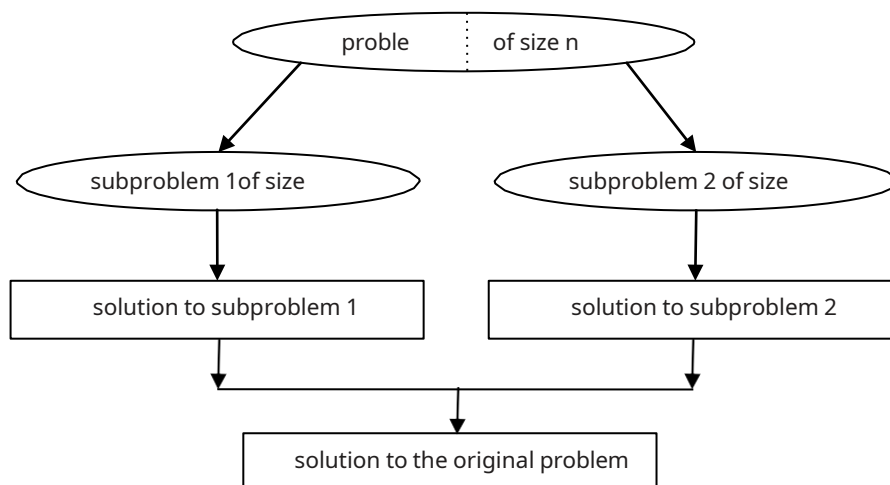 proble of size n
subproblem 1of size
subproblem 2 of size
solution to subproblem 1
solution to subproblem 2
solution to the original problem